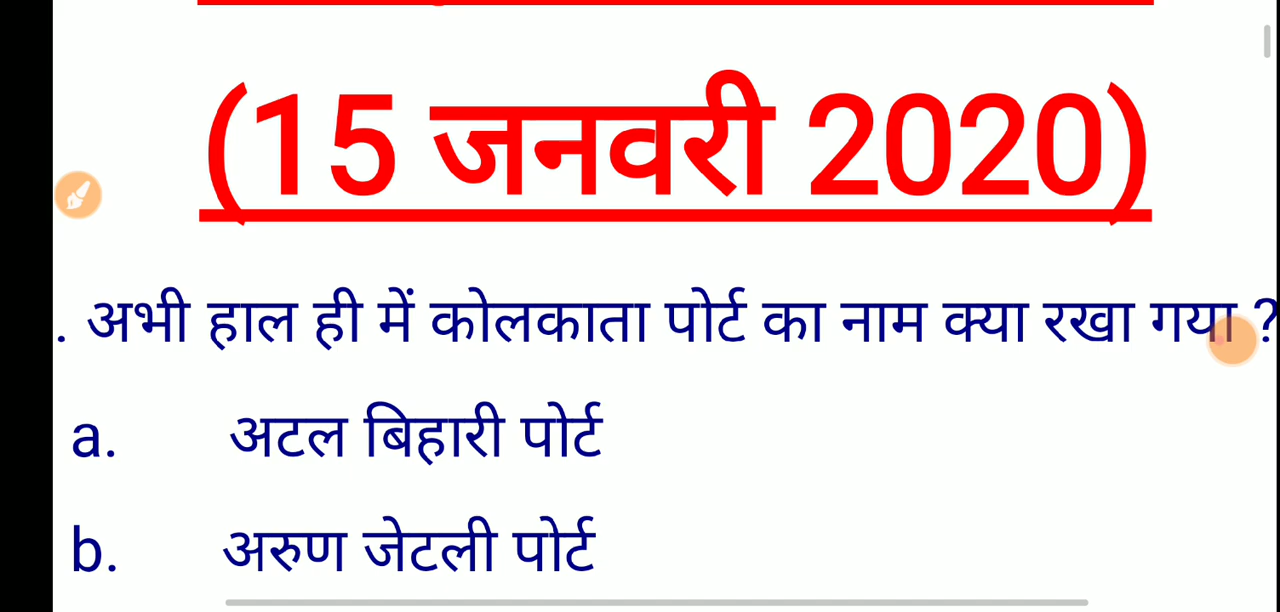 (15 जनवरी 2020)
. अभी हाल ही में कोलकाता पोर्ट का नाम क्या रखा गया ?
a. अटल बिहारी पोर्ट
b. अरुण जेटली पोर्ट